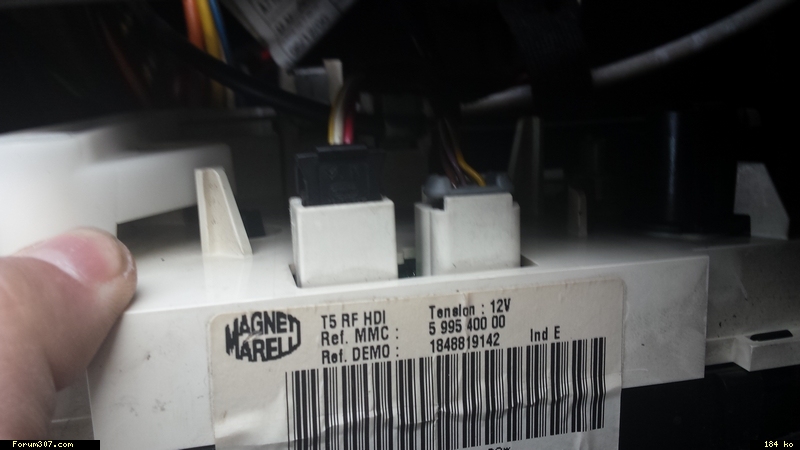 MAGNETI
MARELLI
T5 RF HDI
Tension : 12V
Ref. MMC :
5 995 400 00
Ref. DEMO :
1848819142
Ind E
Forum307.com
184 ko